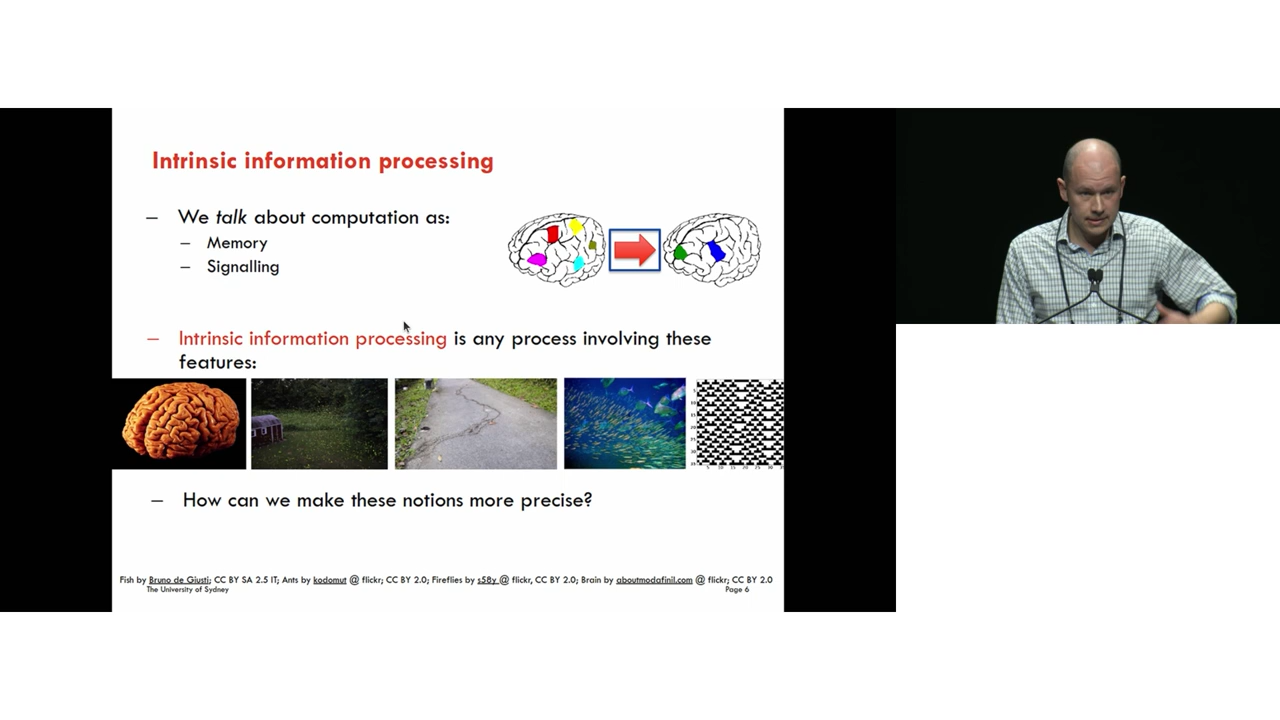 Intrinsic information processing
– We talk about computation as:
– Memory
– Signalling
– Intrinsic information processing is any process involving these
features:
– How can we make these notions more precise?
Fish by Bruno de Giusti; CC BY SA 2.5 IT; Ants by kodomut @ flickr; CC BY 2.0; Fireflies by s58y @ flickr, CC BY 2.0; Brain by aboutmodafinil.com @ flickr; CC BY 2.0
The University of Sydney
Page 6